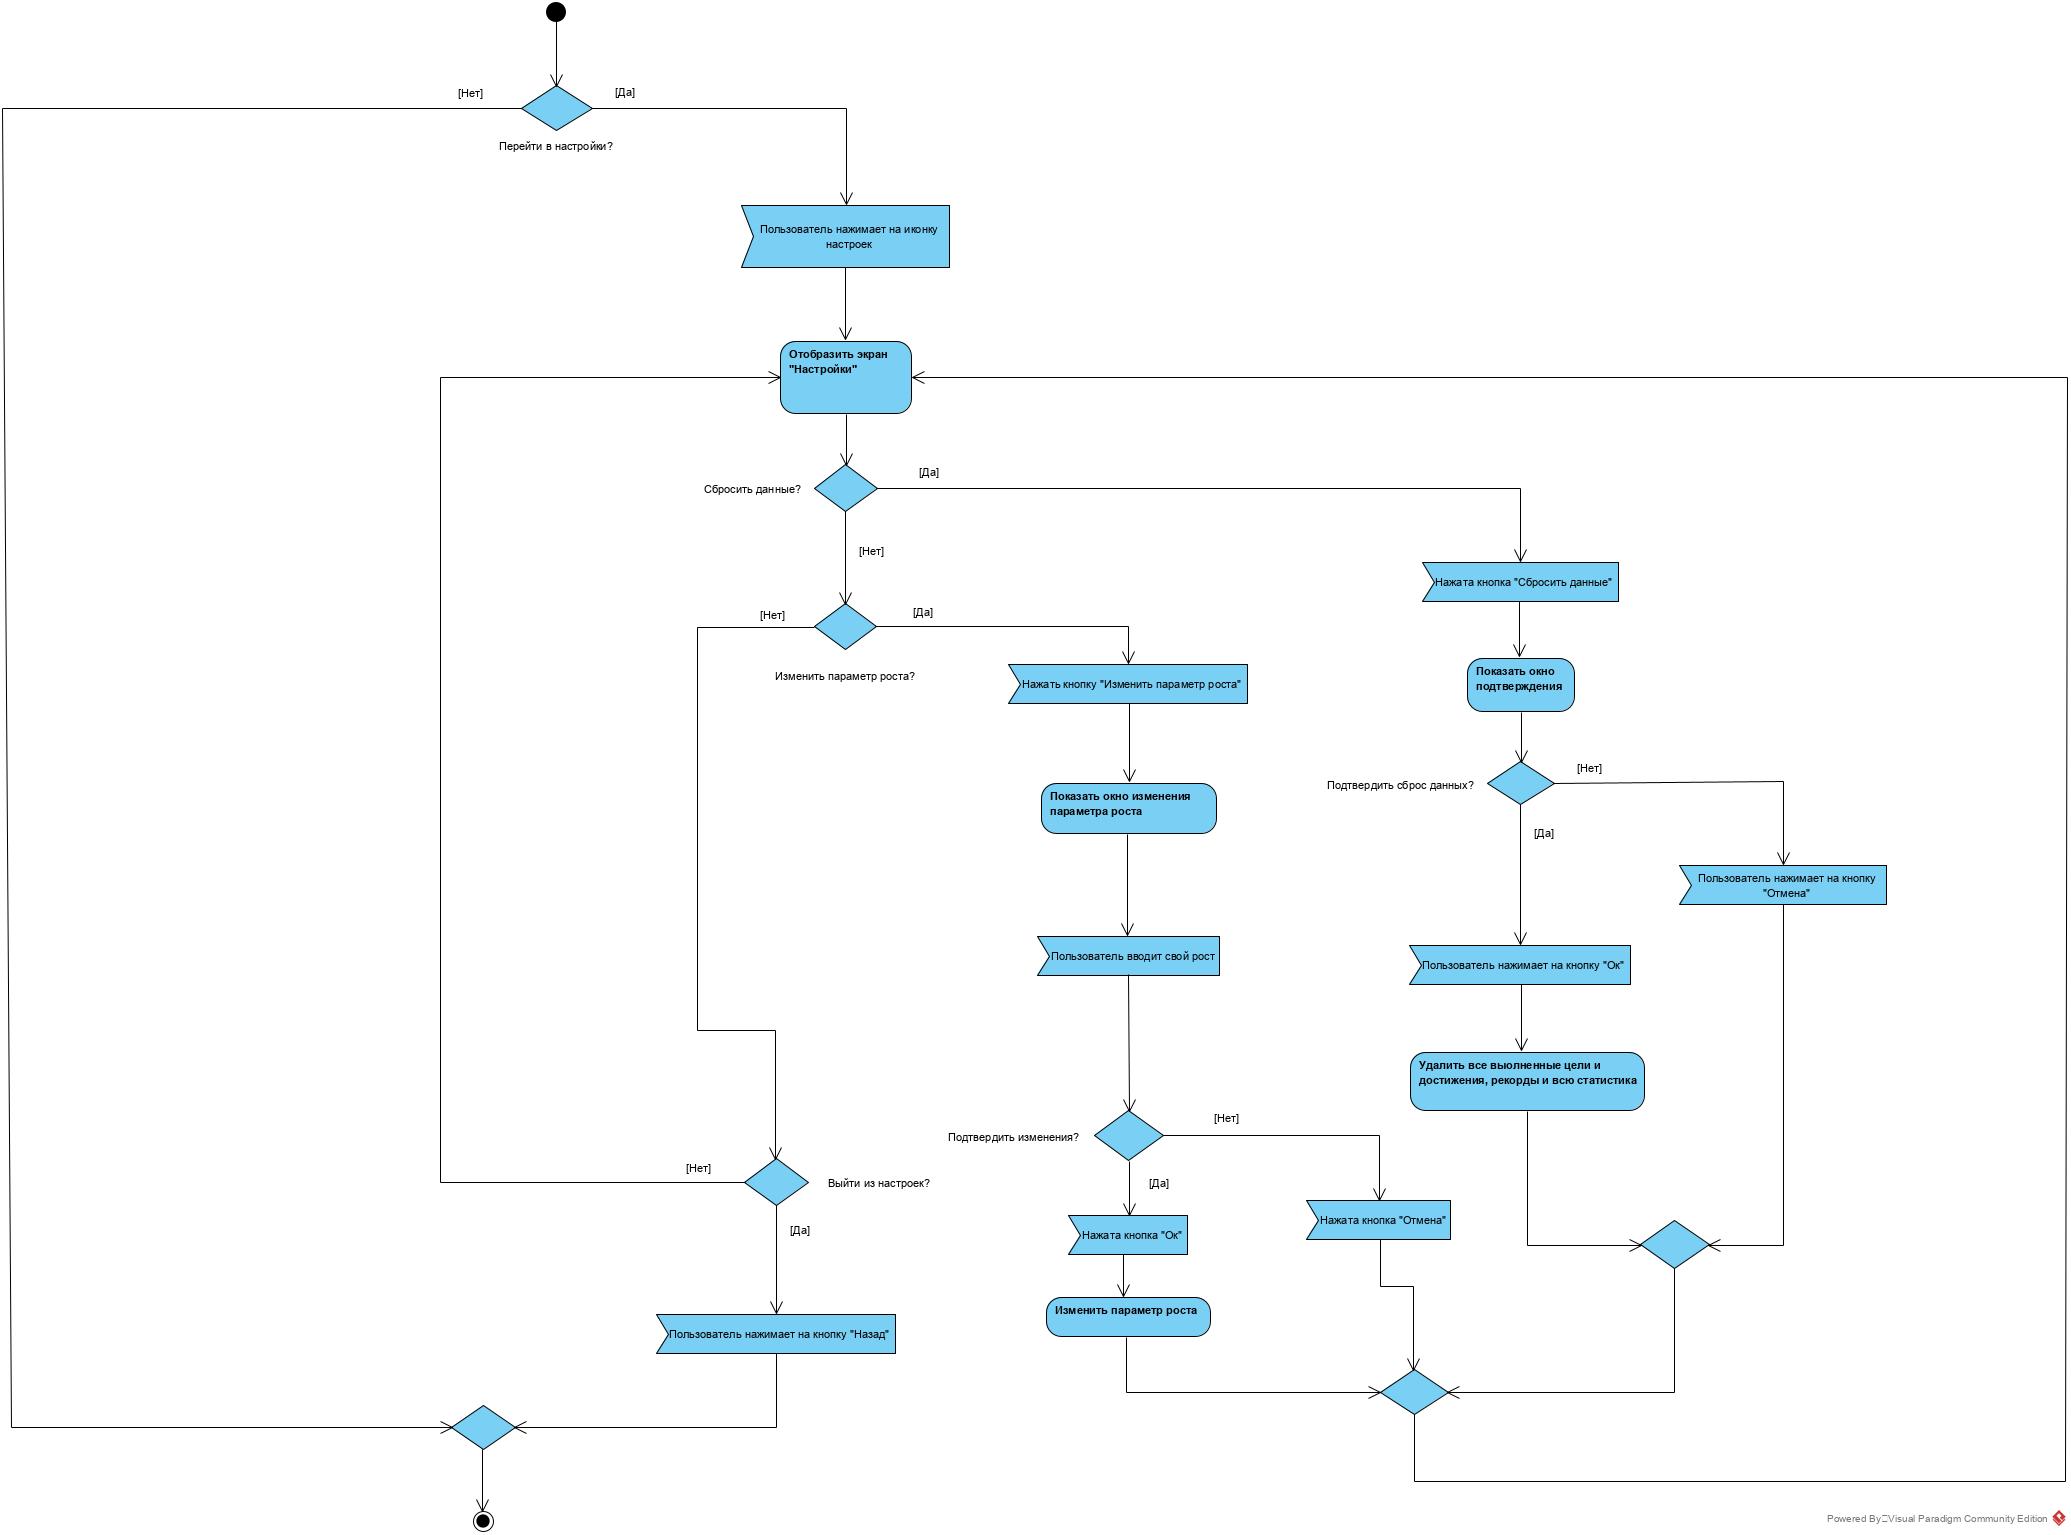 [Нет]
[Да]
Перейти в настройки?
Пользователь нажимает на иконку
настроек
Отобразить экран
"Настройки"
Сбросить данные?
[Да]
[Нет]
[Нет]
[Да]
Изменить параметр роста?
Нажата кнопка "Сбросить данные"
Нажать кнопку "Изменить параметр роста"
Показать окно
подтверждения
Подтвердить сброс данных?
[Нет]
[Да]
Показать окно изменения
параметра роста
Пользователь нажимает на кнопку
"Отмена"
Пользователь вводит свой рост
Пользователь нажимает на кнопку "Ок"
Удалить все выолненные цели и
достижения, рекорды и всю статистика
Подтвердить изменения?
[Нет]
[Да]
[Нет]
Выйти из настроек?
[Да]
Нажата кнопка "Отмена"
Нажата кнопка "Ок"
Изменить параметр роста
Пользователь нажимает на кнопку "Назад"
Powered By Visual Paradigm Community Edition